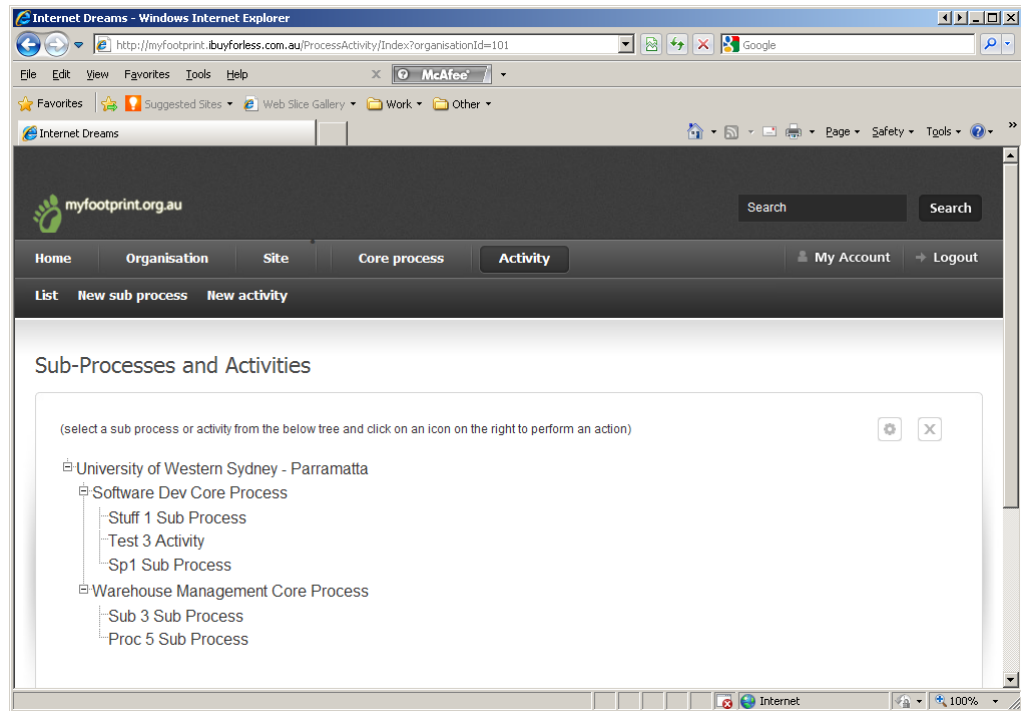 Internet Dreams - Windows Internet Explorer
http://myfootprint.ibuyforless.com.au/ProcessActivity/Index?organisationId=101 Google
File Edit View Favorites Tools Help x McAfee
Favorites Suggested Sites Web Slice Gallery Work Other
Internet Dreams Page Safety Tools »
myfootprint.org.au Search Search
Home Organisation Site Core process Activity My Account Logout
List New sub process New activity
Sub-Processes and Activities
(select a sub process or activity from the below tree and click on an icon on the right to perform an action)
University of Western Sydney - Parramatta
Software Dev Core Process
Stuff 1 Sub Process
Test 3 Activity
Sp1 Sub Process
Warehouse Management Core Process
Sub 3 Sub Process
Proc 5 Sub Process
Internet 100%